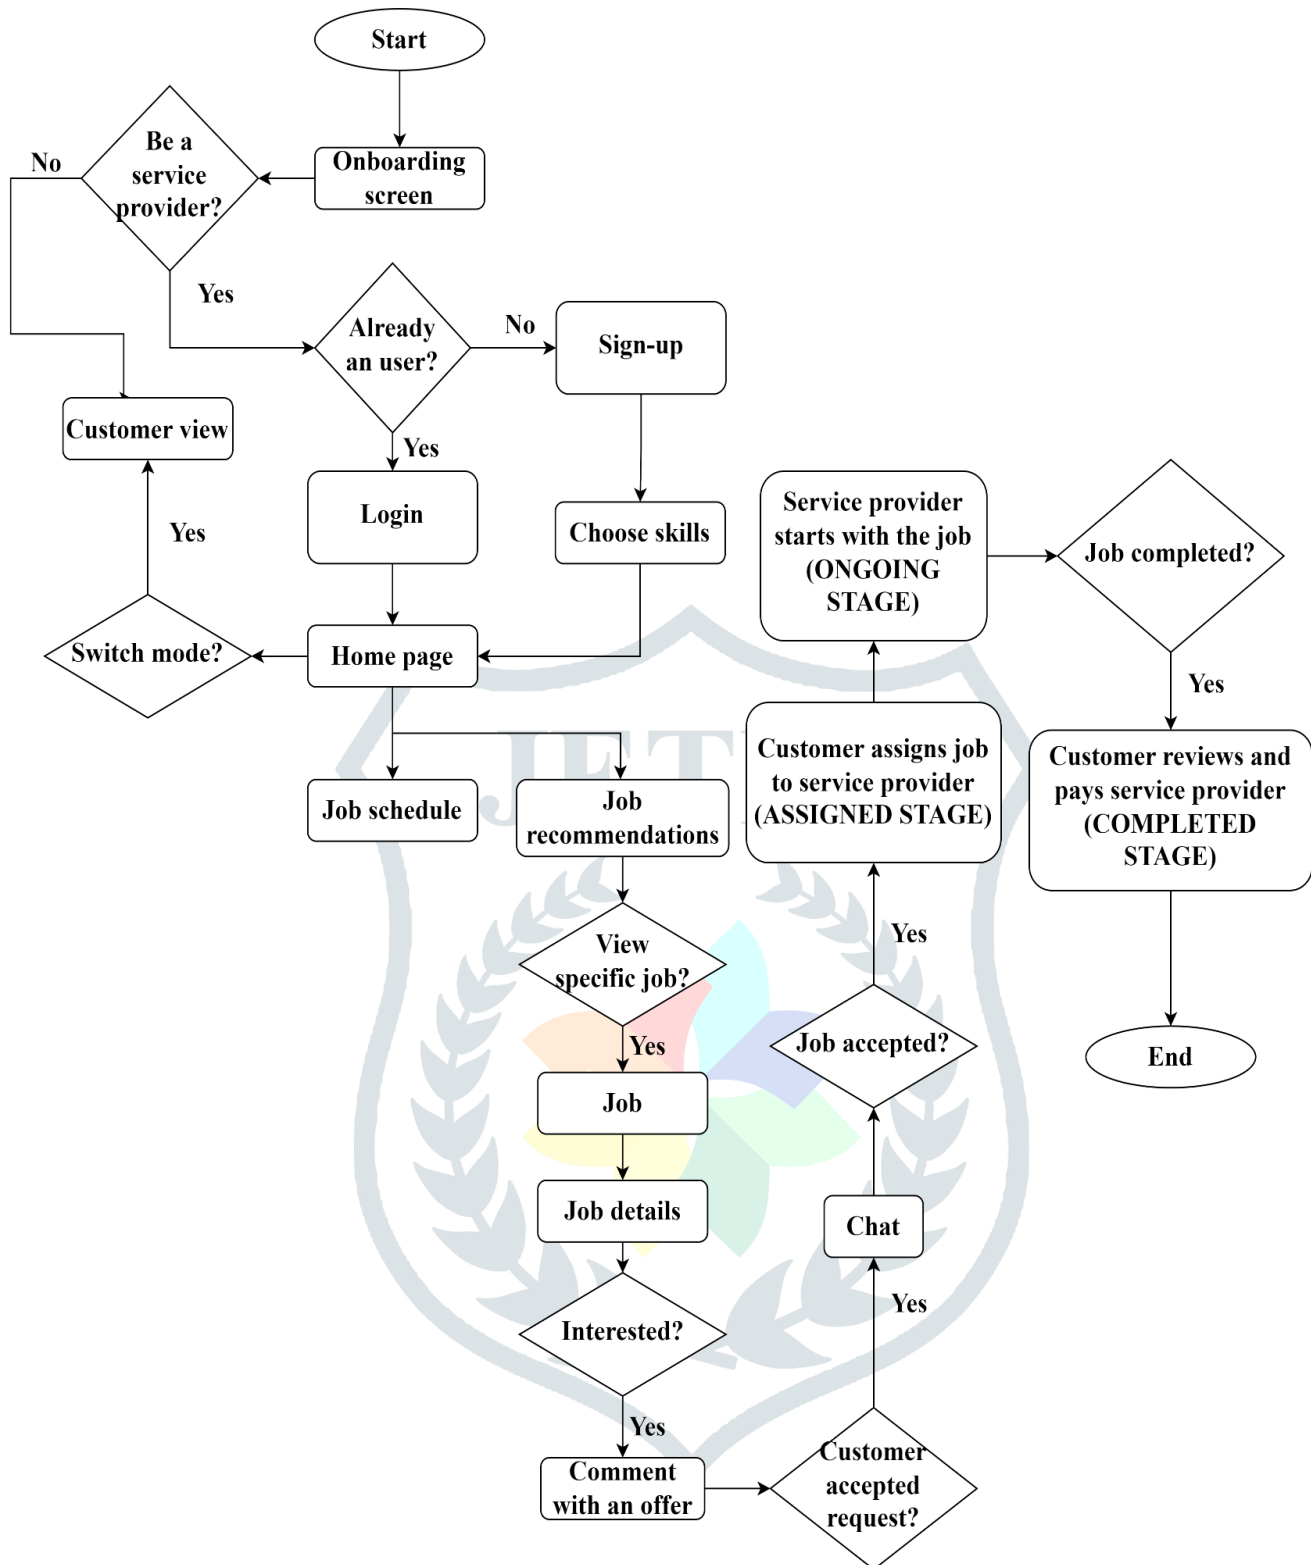 Start
Onboarding
screen
Be a
service
provider?
No
Yes
Already
an user?
No
Sign-up
Customer view
Yes
Login
Choose skills
Yes
Switch mode?
Home page
Job schedule
Job
recommendations
View
specific job?
Yes
Job
Job details
Interested?
Yes
Comment
with an offer
Customer
accepted
request?
Yes
Chat
Job accepted?
Yes
Customer assigns job
to service provider
(ASSIGNED STAGE)
Service provider
starts with the job
(ONGOING
STAGE)
Job completed?
Yes
Customer reviews and
pays service provider
(COMPLETED
STAGE)
End